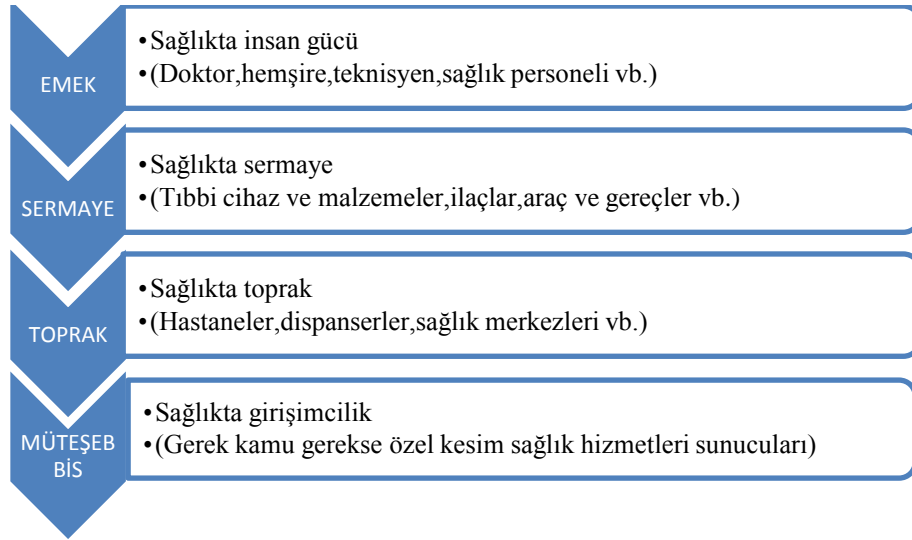 EMEK
•Sağlıkta insan gücü
•(Doktor,hemşire,teknisyen,sağlık personeli vb.)
SERMAYE
•Sağlıkta sermaye
•(Tıbbi cihaz ve malzemeler,ilaçlar,araç ve gereçler vb.)
TOPRAK
•Sağlıkta toprak
•(Hastaneler,dispanserler,sağlık merkezleri vb.)
MÜTEŞEB
BİS
•Sağlıkta girişimcilik
•(Gerek kamu gerekse özel kesim sağlık hizmetleri sunucuları)